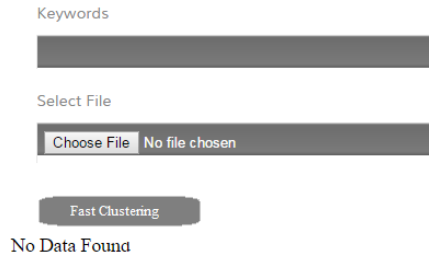 Keywords
Select File
Choose File No file chosen
Fast Clustering
No Data Found